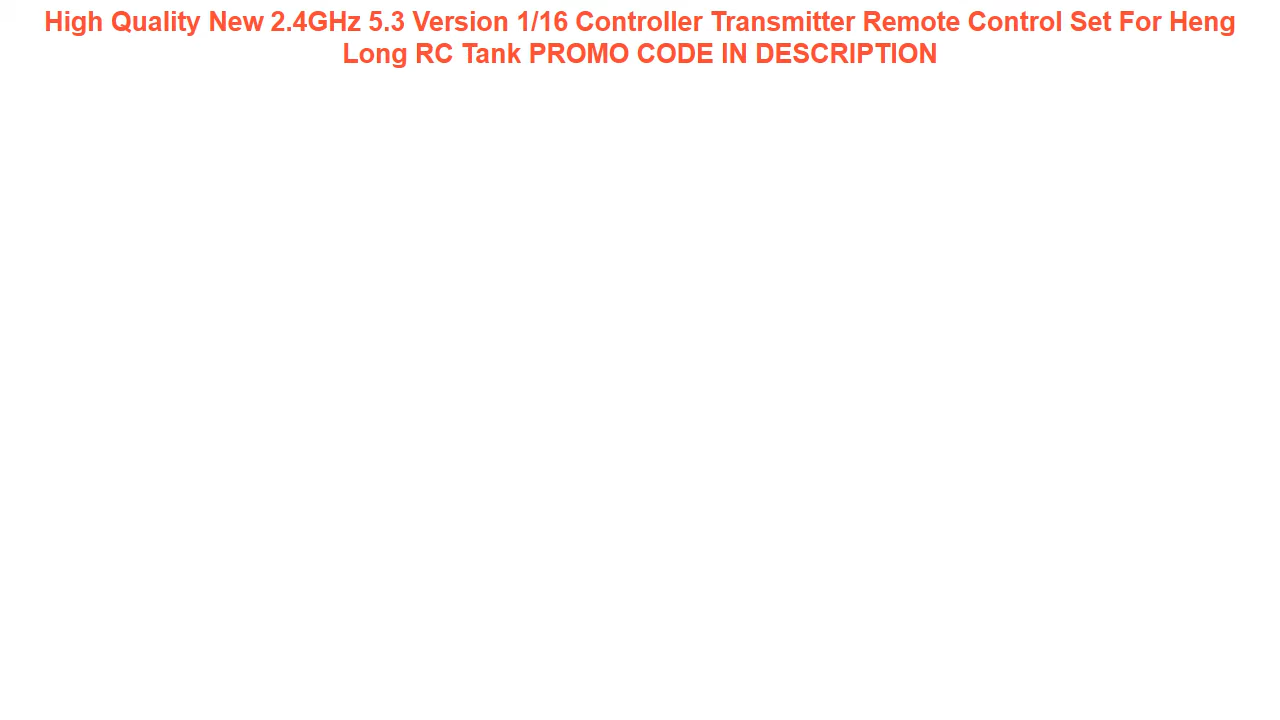 High Quality New 2.4GHz 5.3 Version 1/16 Controller Transmitter Remote Control Set For Heng
Long RC Tank PROMO CODE IN DESCRIPTION